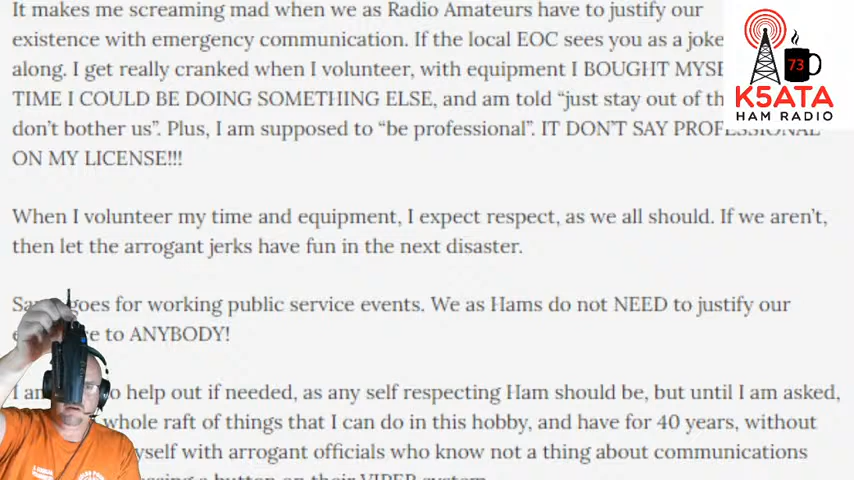 It makes me screaming mad when we as Radio Amateurs have to justify our
existence with emergency communication. If the local EOC sees you as a joke
along. I get really cranked when I volunteer, with equipment I BOUGHT
TIME I COULD BE DOING SOMETHING ELSE, and am told “just stay out of
don’t bother us”. Plus, I am supposed to “be professional”. IT DON’T SAY PROFESSIONAL
ON MY LICENSE!!!
73
K5ATA
HAM RADIO
When I volunteer my time and equipment, I expect respect, as we all should. If we aren’t,
then let the arrogant jerks have fun in the next disaster.
goes for working public service events. We as Hams do not NEED to justify our
to ANYBODY!
help out if needed, as any self respecting Ham should be, but until I am asked,
whole raft of things that I can do in this hobby, and have for 40 years, without
with arrogant officials who know not a thing about communications
a button on their VIPER system